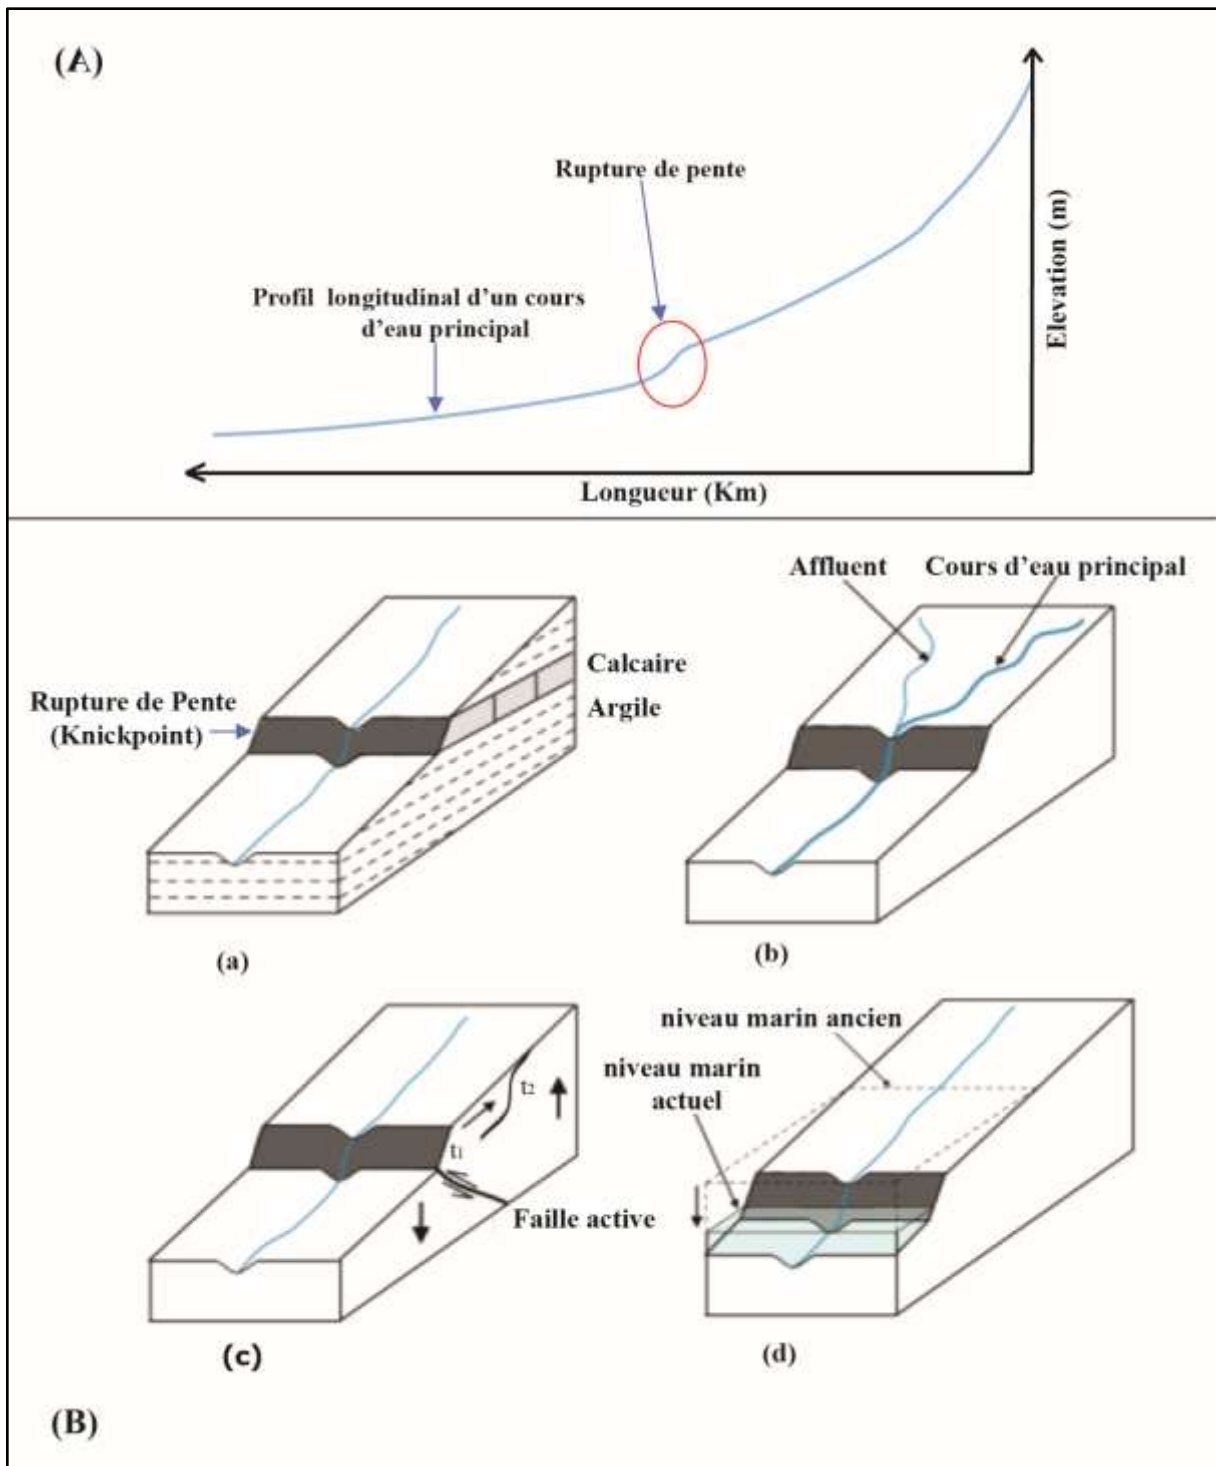 (A)
Rupture de pente
Profil longitudinal d'un cours
d'eau principal
Elevation (m)
Longueur (Km)
Affluent
Cours d'eau principal
Calcaire
Rupture de Pente
(Knickpoint)
Argile
(a)
(b)
niveau marin ancien
niveau marin
actuel
t2
t1
Faille active
(c)
(d)
(B)